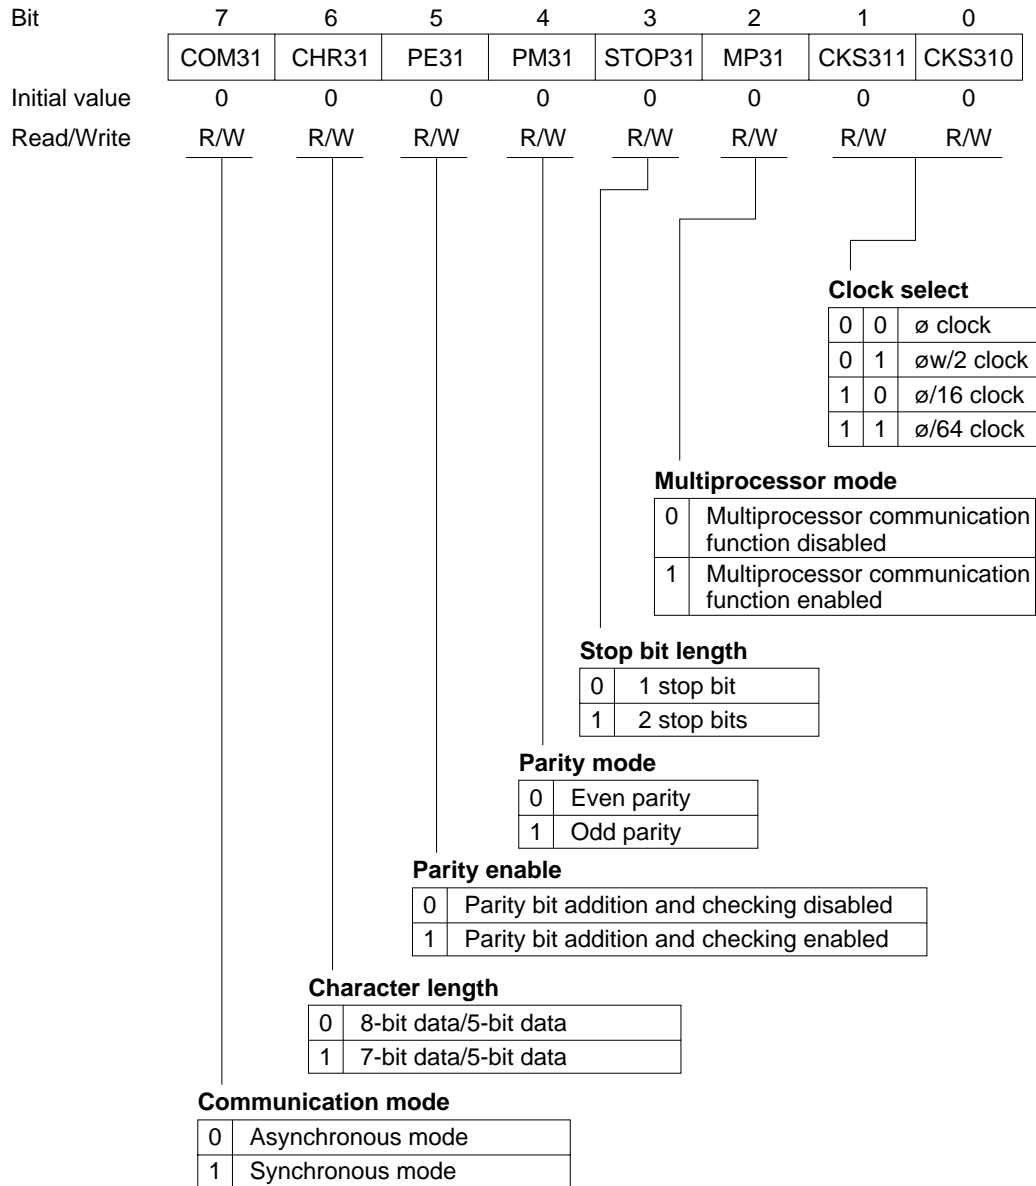 Bit 7 6 5 4 3 2 1 0
COM31 CHR31 PE31 PM31 STOP31 MP31 CKS311 CKS310
Initial value 0 0 0 0 0 0 0 0
Read/Write R/W R/W R/W R/W R/W R/W R/W R/W
Clock select
0 0 ø clock
0 1 øw/2 clock
1 0 ø/16 clock
1 1 ø/64 clock
Multiprocessor mode
0 Multiprocessor communication
function disabled
1 Multiprocessor communication
function enabled
Stop bit length
0 1 stop bit
1 2 stop bits
Parity mode
0 Even parity
1 Odd parity
Parity enable
0 Parity bit addition and checking disabled
1 Parity bit addition and checking enabled
Character length
0 8-bit data/5-bit data
1 7-bit data/5-bit data
Communication mode
0 Asynchronous mode
1 Synchronous mode